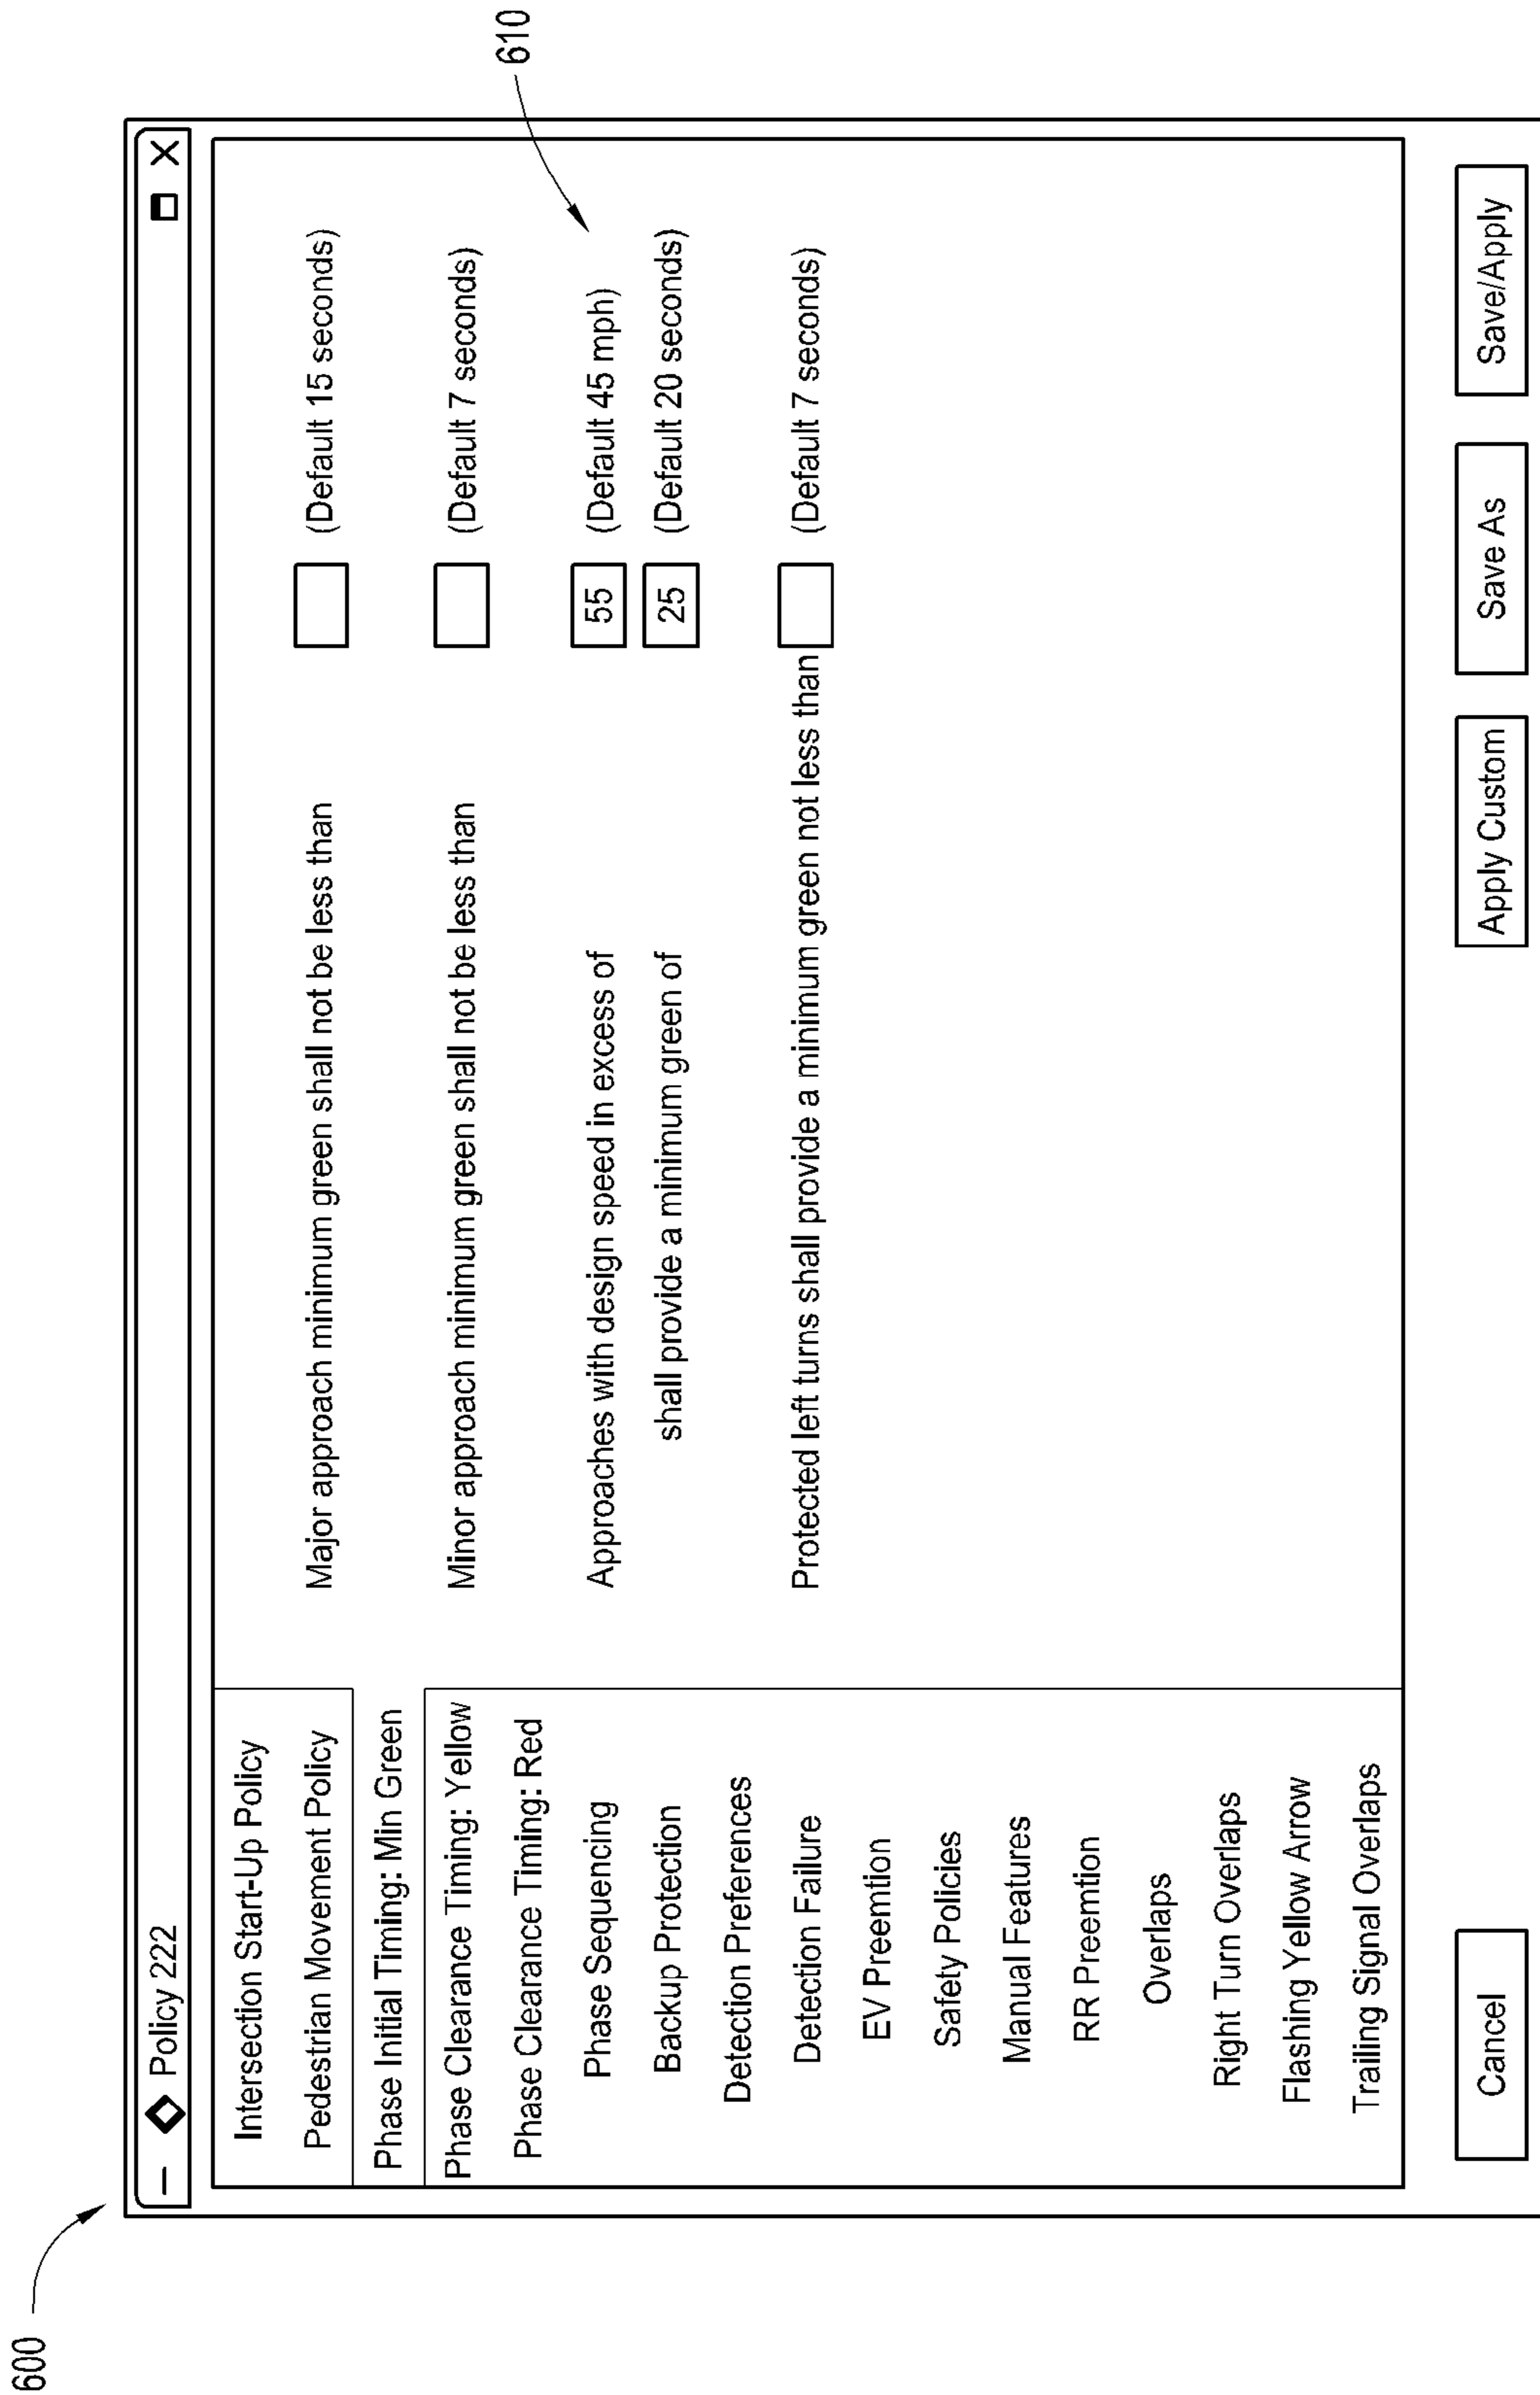 600
Policy 222
X
Intersection Start-Up Policy
Pedestrian Movement Policy
Phase Initial Timing: Min Green
Phase Clearance Timing: Yellow
Phase Clearance Timing: Red
Phase Sequencing
Backup Protection
Detection Preferences
Detection Failure
EV Preemtion
Safety Policies
Manual Features
RR Preemtion
Overlaps
Right Turn Overlaps
Flashing Yellow Arrow
Trailing Signal Overlaps
Major approach minimum green shall not be less than (Default 15 seconds)
Minor approach minimum green shall not be less than (Default 7 seconds)
Approaches with design speed in excess of 55 (Default 45 mph)
shall provide a minimum green of 25 (Default 20 seconds)
Protected left turns shall provide a minimum green not less than (Default 7 seconds)
610
Cancel
Apply Custom
Save As
Save/Apply